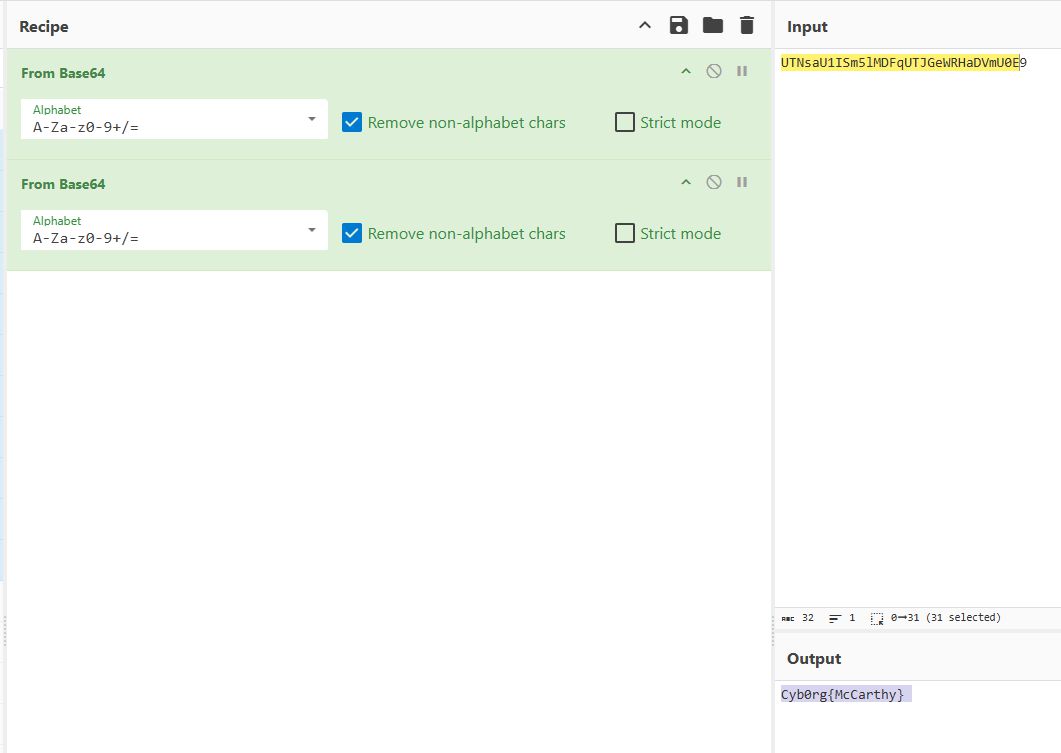 Recipe
From Base64
Alphabet
A-Za-z0-9+/=
Remove non-alphabet chars
Strict mode
From Base64
Alphabet
A-Za-z0-9+/=
Remove non-alphabet chars
Strict mode
Input
UTNsaU1ISm5lMDFqUTJGeWRHaDVmU0E9
ABC 32 1 0→31 (31 selected)
Output
Cyb0rg{McCarthy}